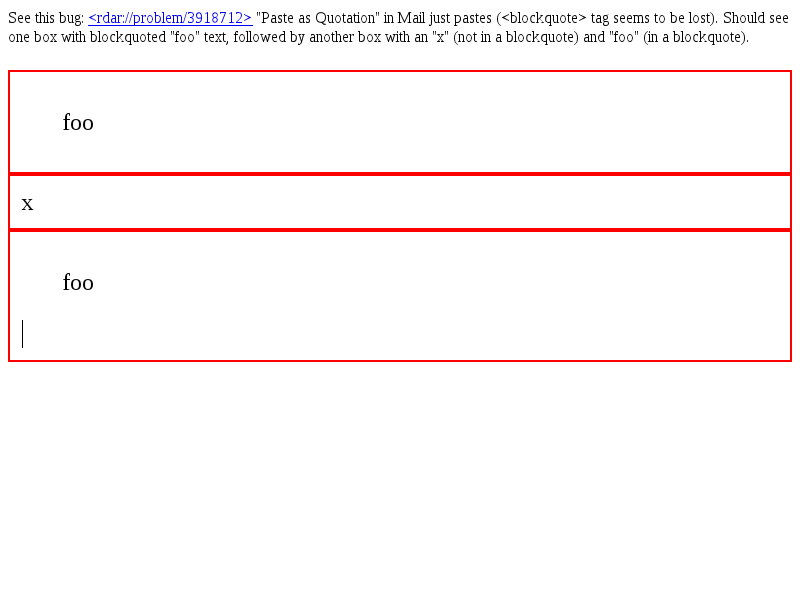 See this bug: <rdar://problem/3918712> "Paste as Quotation" in Mail just pastes (<blockquote> tag seems to be lost). Should see
one box with blockquoted "foo" text, followed by another box with an "x" (not in a blockquote) and "foo" (in a blockquote).
foo
x
foo